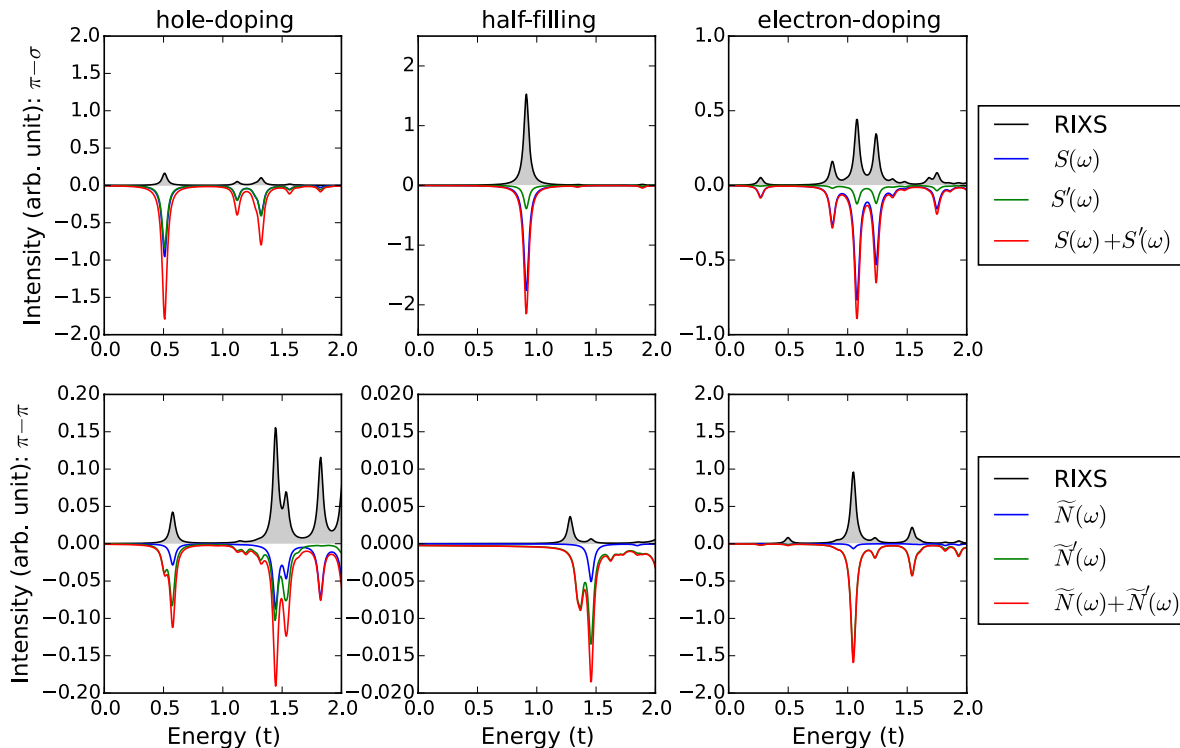 hole-doping
half-filling
electron-doping
Intensity (arb. unit): π−σ
2.0
1.5
1.0
0.5
0.0
−0.5
−1.0
−1.5
−2.0
0.0 0.5 1.0 1.5 2.0
2
1
0
−1
−2
0.0 0.5 1.0 1.5 2.0
1.0
0.5
0.0
−0.5
−1.0
0.0 0.5 1.0 1.5 2.0
RIXS
S(ω)
S′(ω)
S(ω)+S′(ω)
Intensity (arb. unit): π−π
0.20
0.15
0.10
0.05
0.00
−0.05
−0.10
−0.15
−0.20
0.0 0.5 1.0 1.5 2.0
Energy (t)
0.020
0.015
0.010
0.005
0.000
−0.005
−0.010
−0.015
−0.020
0.0 0.5 1.0 1.5 2.0
Energy (t)
2.0
1.5
1.0
0.5
0.0
−0.5
−1.0
−1.5
−2.0
0.0 0.5 1.0 1.5 2.0
Energy (t)
RIXS
Ñ(ω)
Ñ′(ω)
Ñ(ω)+Ñ′(ω)